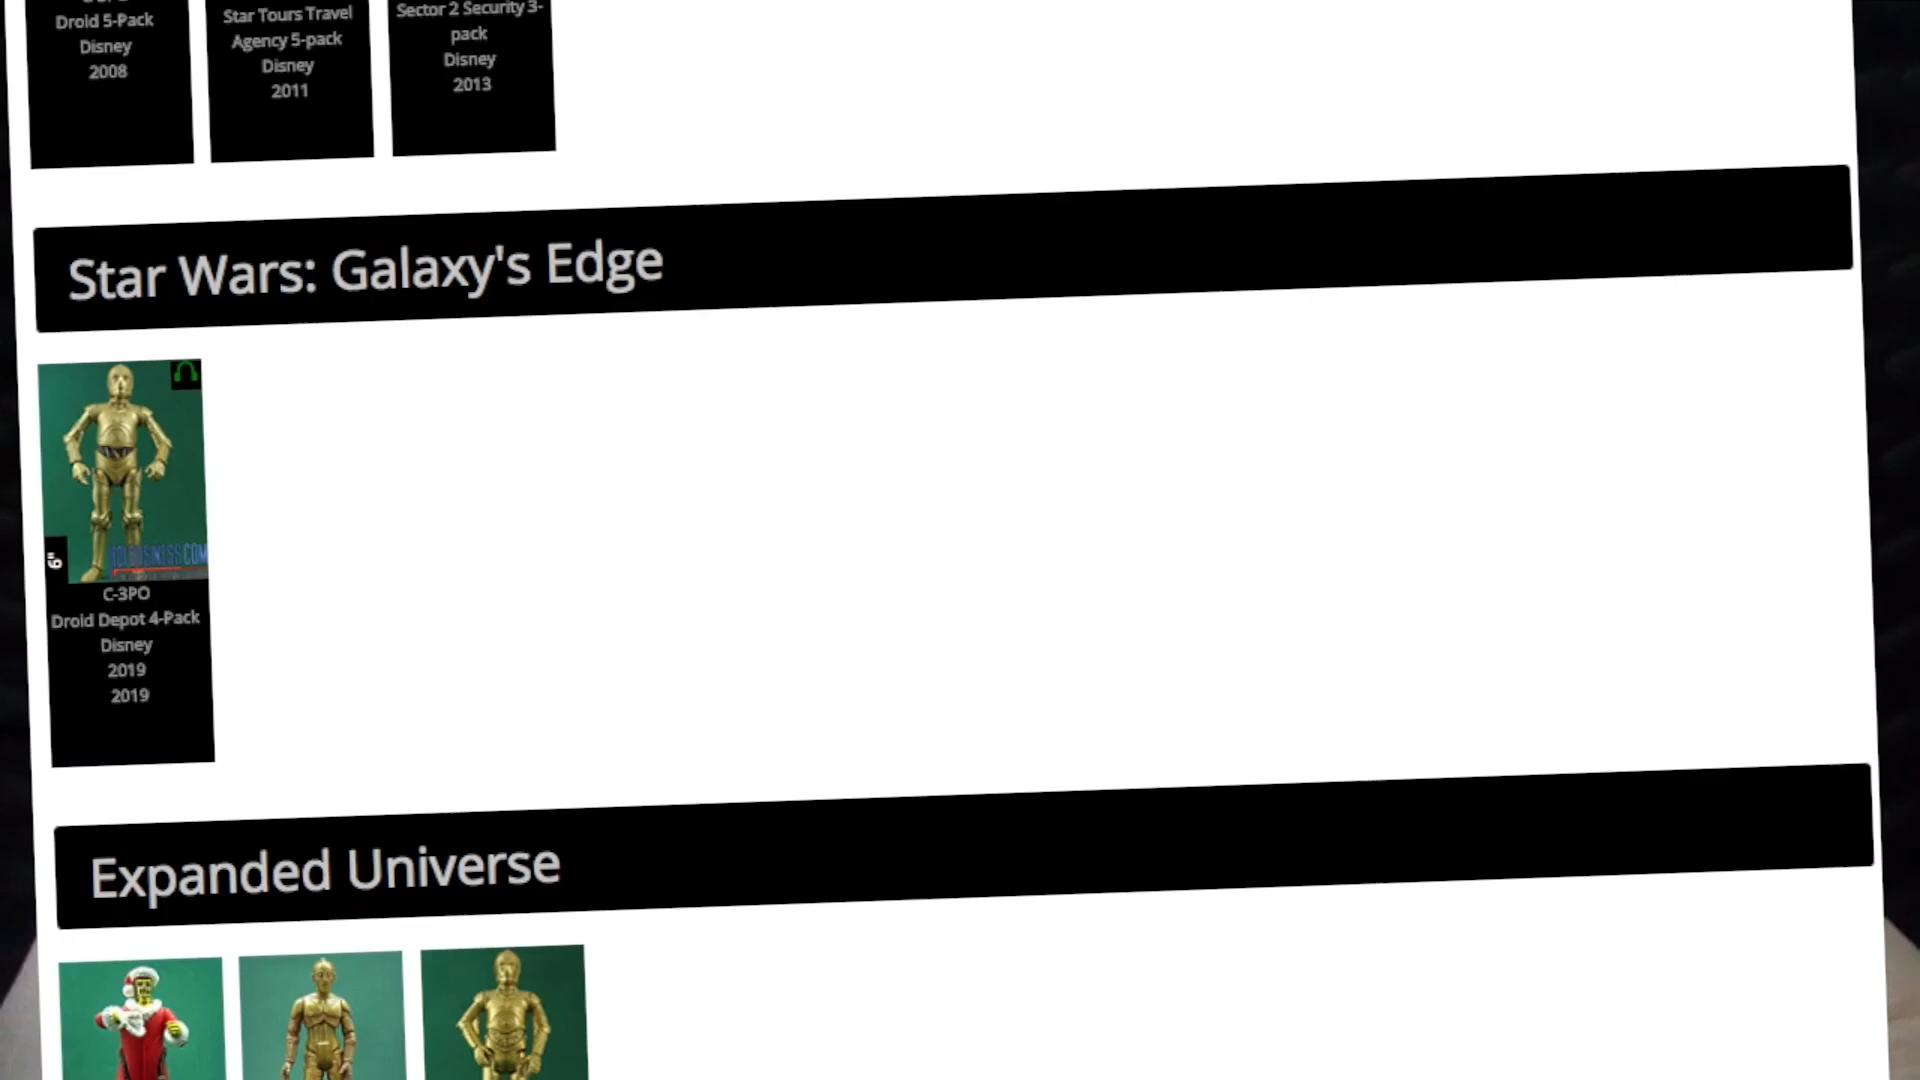 Droid 5-Pack
Disney
2008
Star Tours Travel
Agency 5-pack
Disney
2011
Sector 2 Security 3-
pack
Disney
2013
Star Wars: Galaxy's Edge
6"
C-3PO
Droid Depot 4-Pack
Disney
2019
2019
Expanded Universe